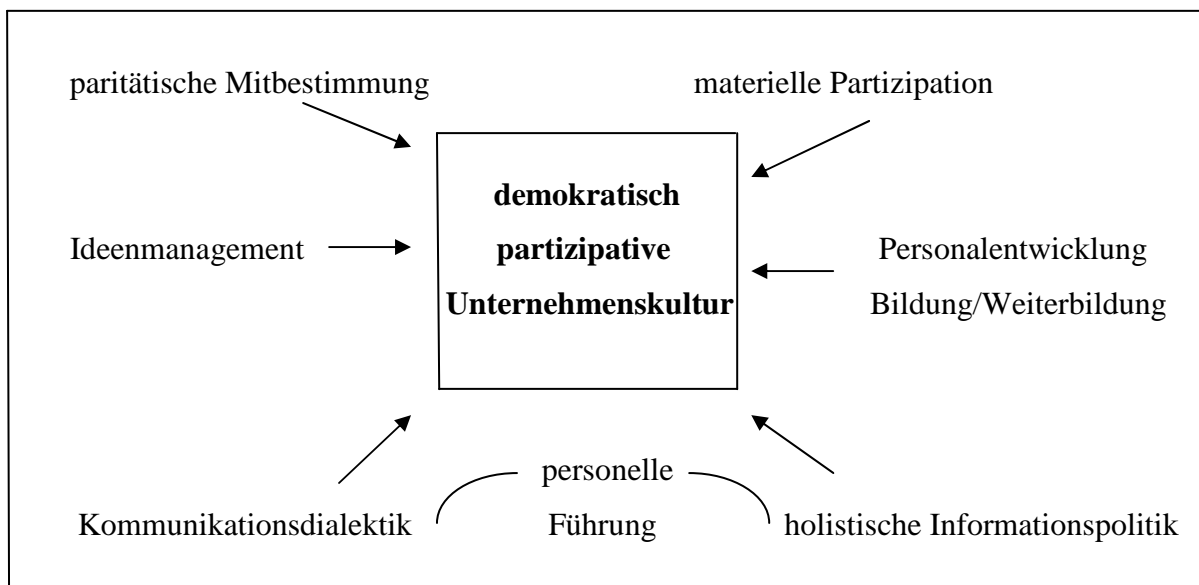 paritätische Mitbestimmung
materielle Partizipation
demokratisch
partizipative
Unternehmenskultur
Ideenmanagement
Personalentwicklung
Bildung/Weiterbildung
personelle
Kommunikationsdialektik
Führung
holistische Informationspolitik